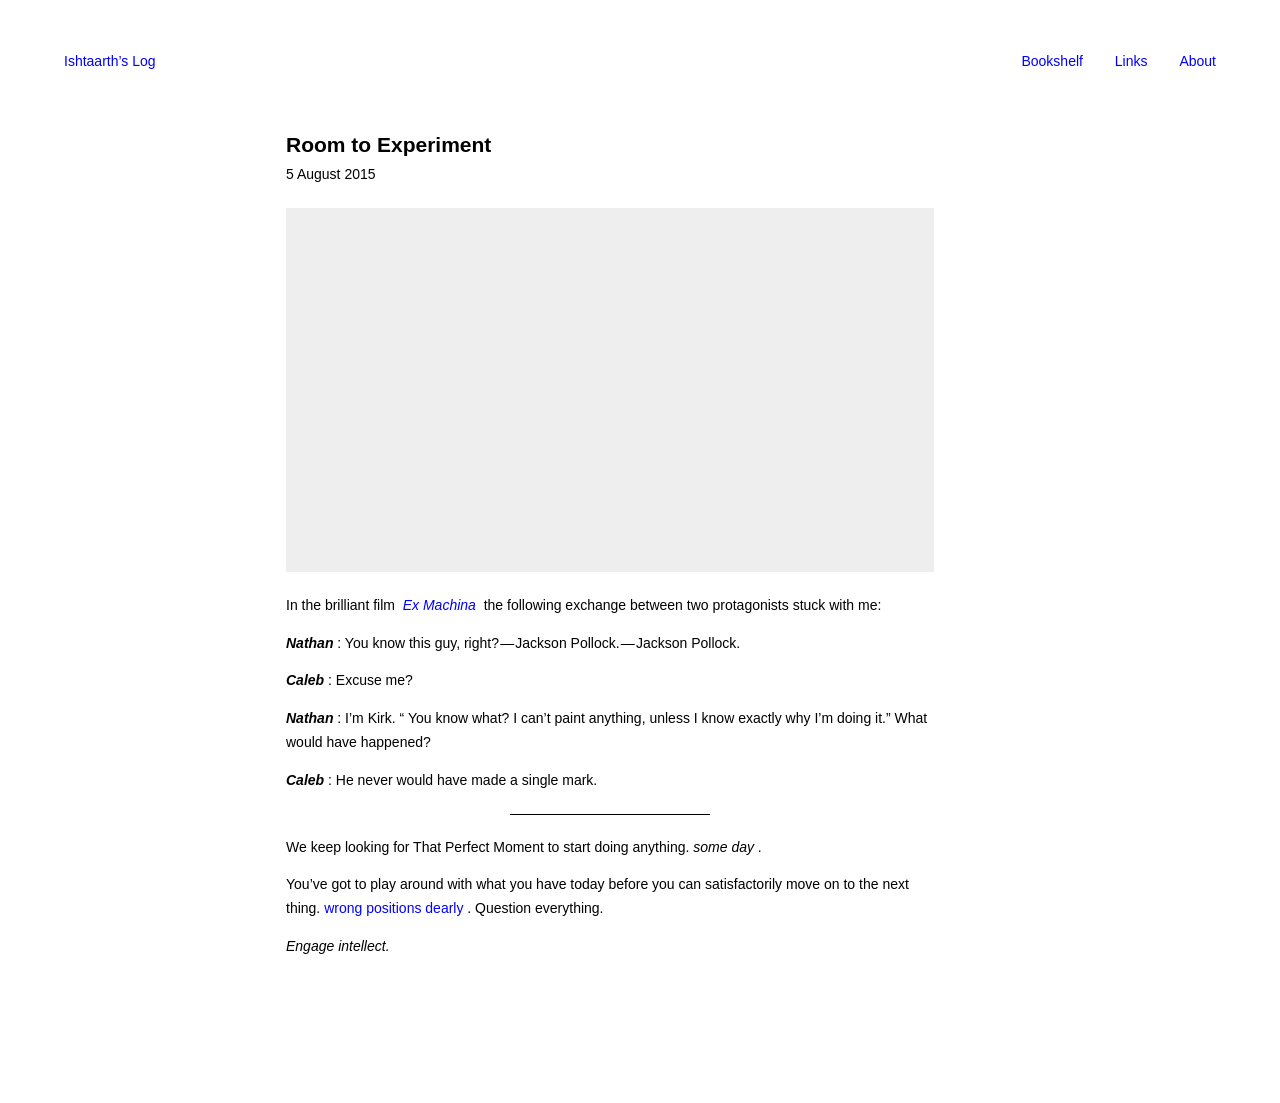 Ishtaarth’s Log
Bookshelf
Links
About
Room to Experiment
5 August 2015
In the brilliant film Ex Machina the following exchange between two protagonists stuck with me:
Nathan : You know this guy, right? — Jackson Pollock. — Jackson Pollock.
Caleb : Excuse me?
Nathan : I’m Kirk. “ You know what? I can’t paint anything, unless I know exactly why I’m doing it.” What
would have happened?
Caleb : He never would have made a single mark.
We keep looking for That Perfect Moment to start doing anything. some day .
You’ve got to play around with what you have today before you can satisfactorily move on to the next
thing. wrong positions dearly . Question everything.
Engage intellect.